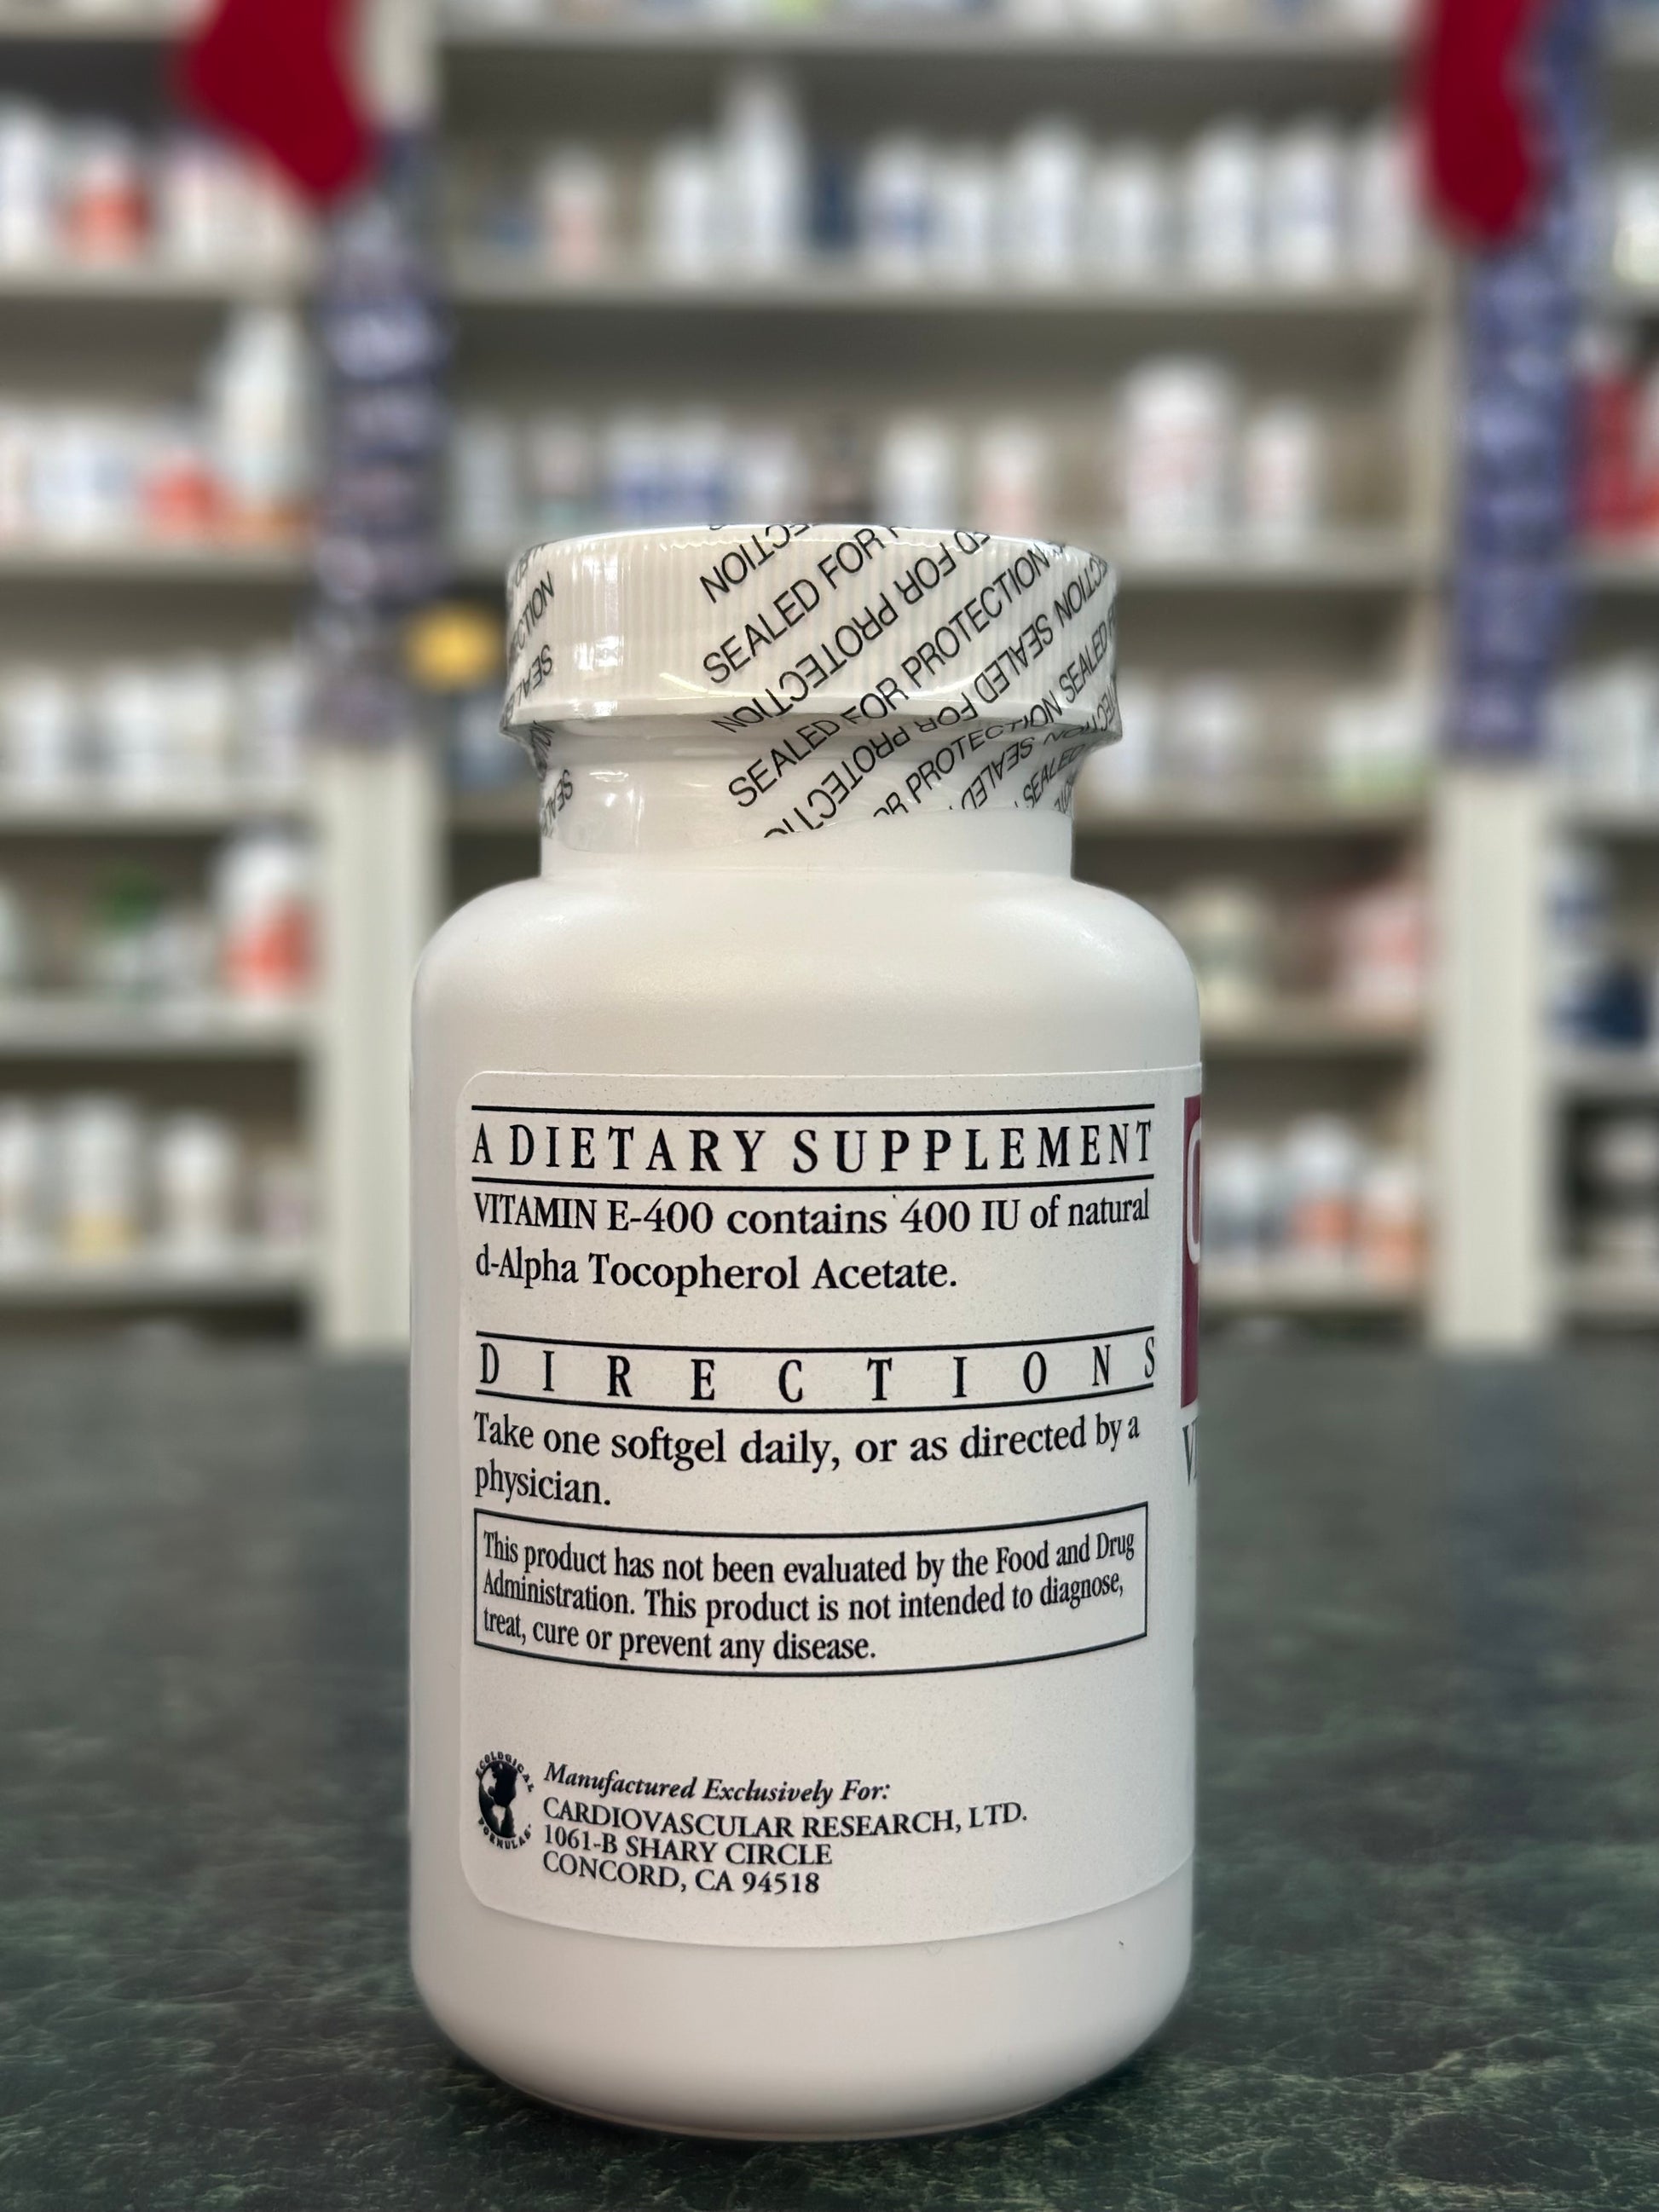 SEALED FOR
SEALED FOR PROTECTION
A DIETARY SUPPLEMENT
VITAMIN E-400 contains 400 IU of natural
d-Alpha Tocopherol Acetate.
DIRECTIONS
Take one softgel daily, or as directed by a
physician.
This product has not been evaluated by the Food and Drug
Administration. This product is not intended to diagnose,
treat, cure or prevent any disease.
ECOLOGICAL
FORMULAS
Manufactured Exclusively For:
CARDIOVASCULAR RESEARCH, LTD.
1061-B SHARY CIRCLE
CONCORD, CA 94518